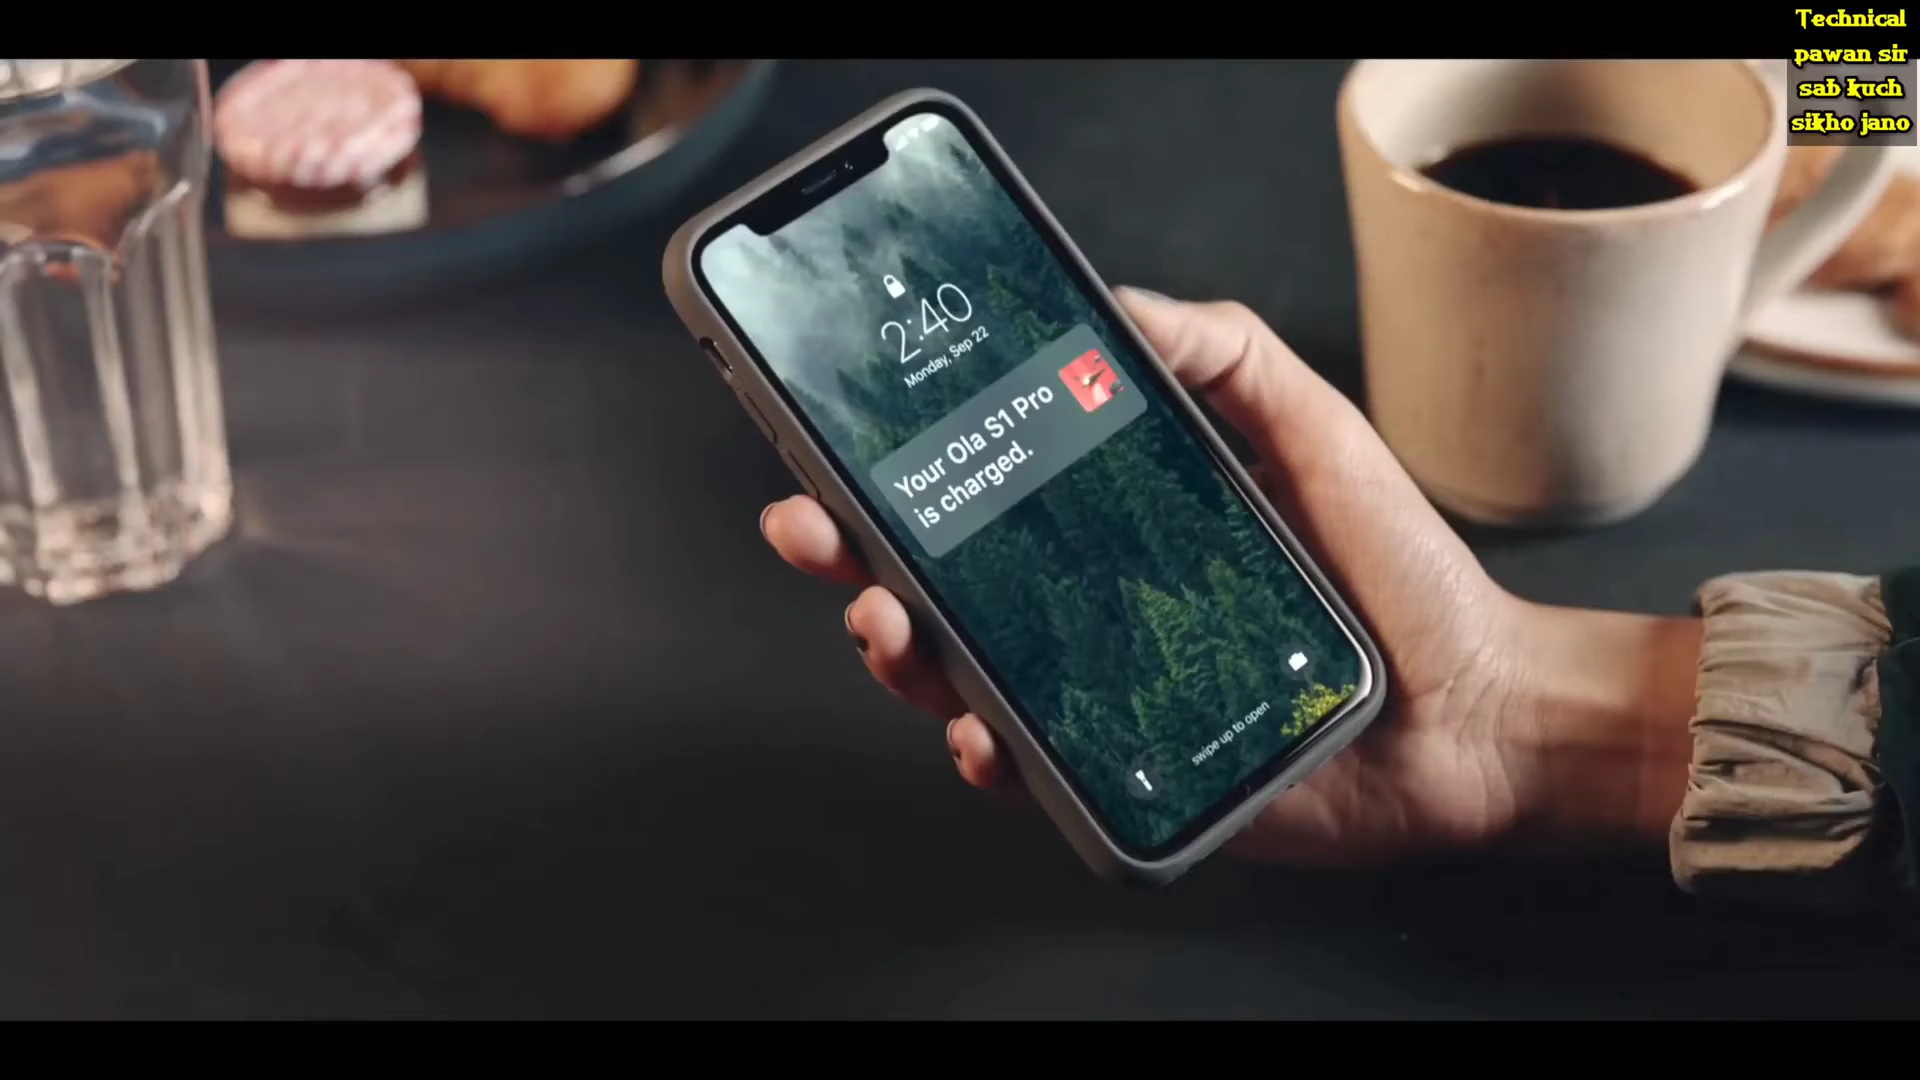 Technical
pawan sir
sab kuch
sikho jano
2:40
Monday, Sep 22
Your Ola S1 Pro
is charged.
swipe up to open